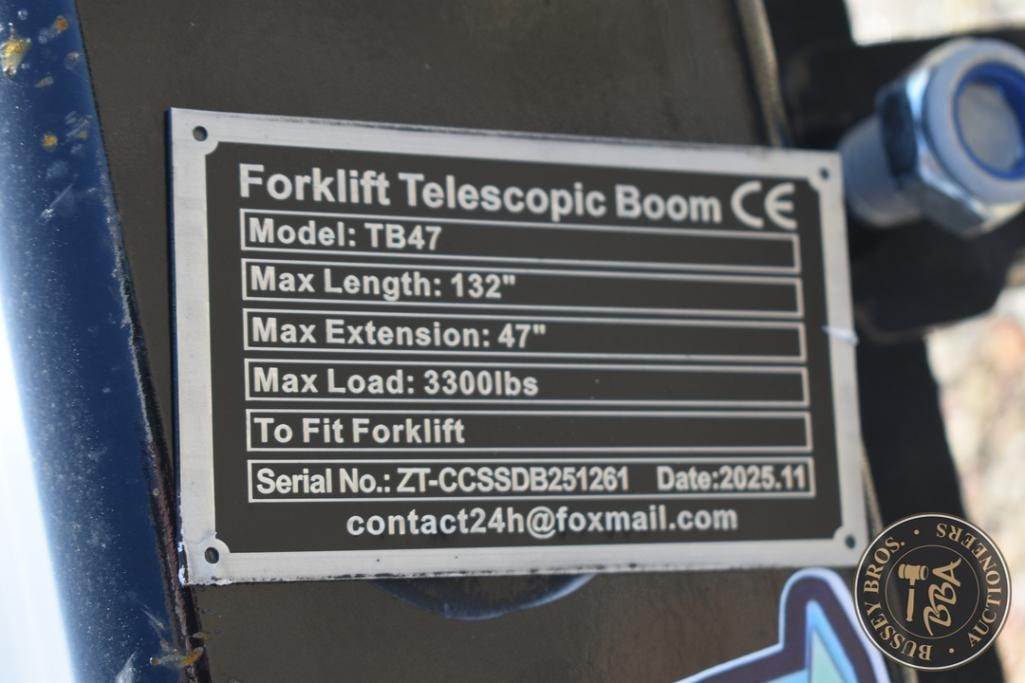 Forklift Telescopic Boom CE
Model: TB47
Max Length: 132"
Max Extension: 47"
Max Load: 3300lbs
To Fit Forklift
Serial No.: ZT-CCSSDB251261 Date:2025.11
contact24h@foxmail.com
BUSSEY BROS. • AUCTIONEERS •
BBA